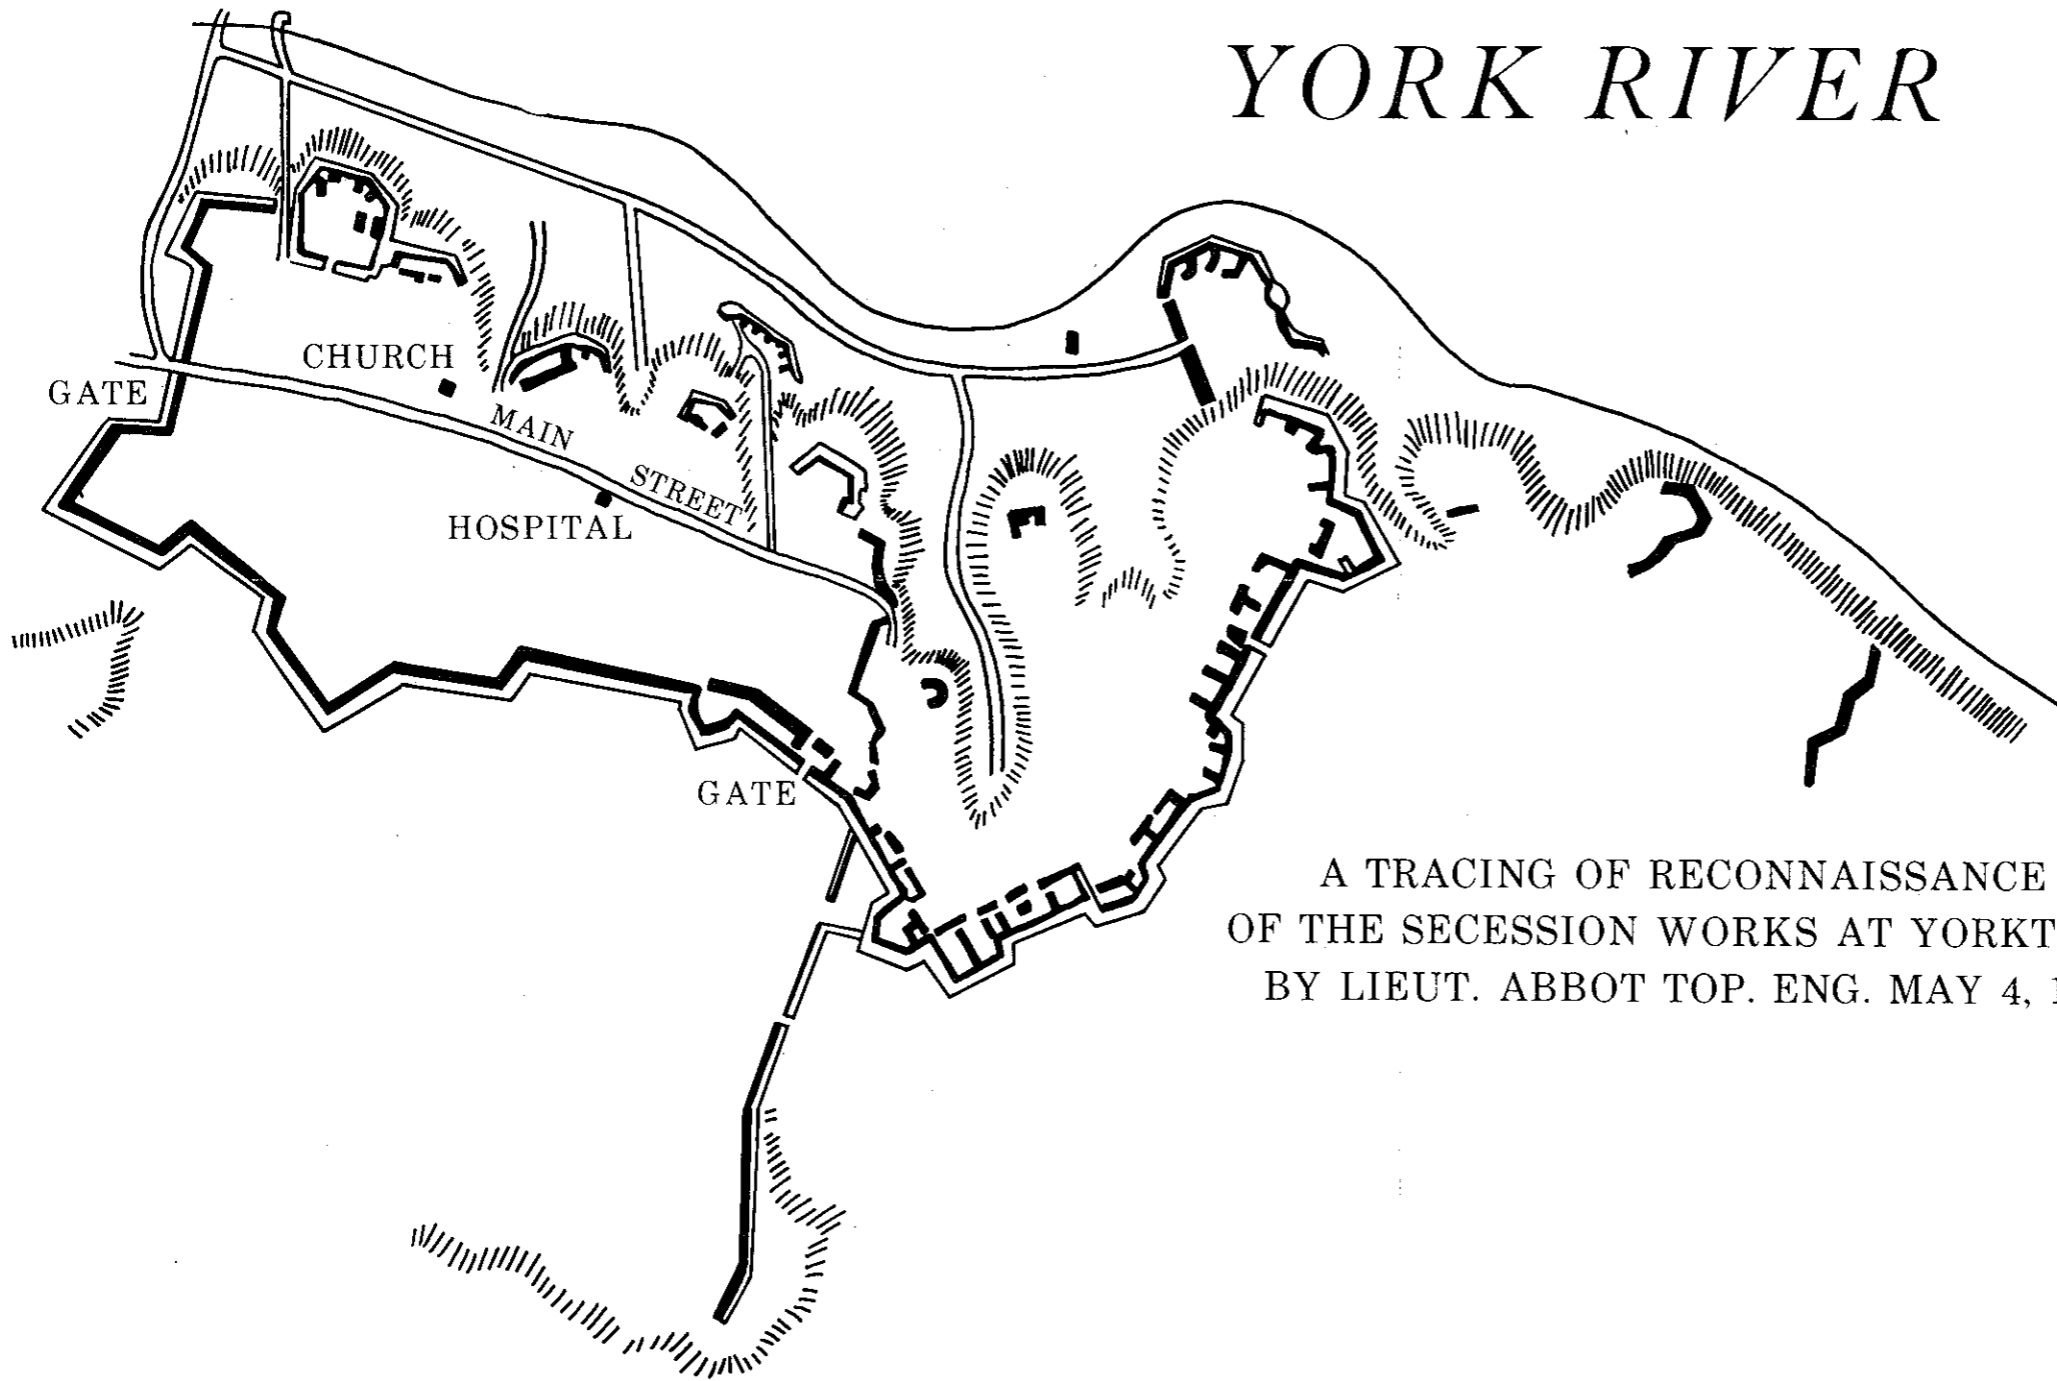 YORK RIVER
CHURCH
GATE
MAIN
STREET
HOSPITAL
GATE
A TRACING OF RECONNAISSANCE
OF THE SECESSION WORKS AT YORKT
BY LIEUT. ABBOT TOP. ENG. MAY 4, 1